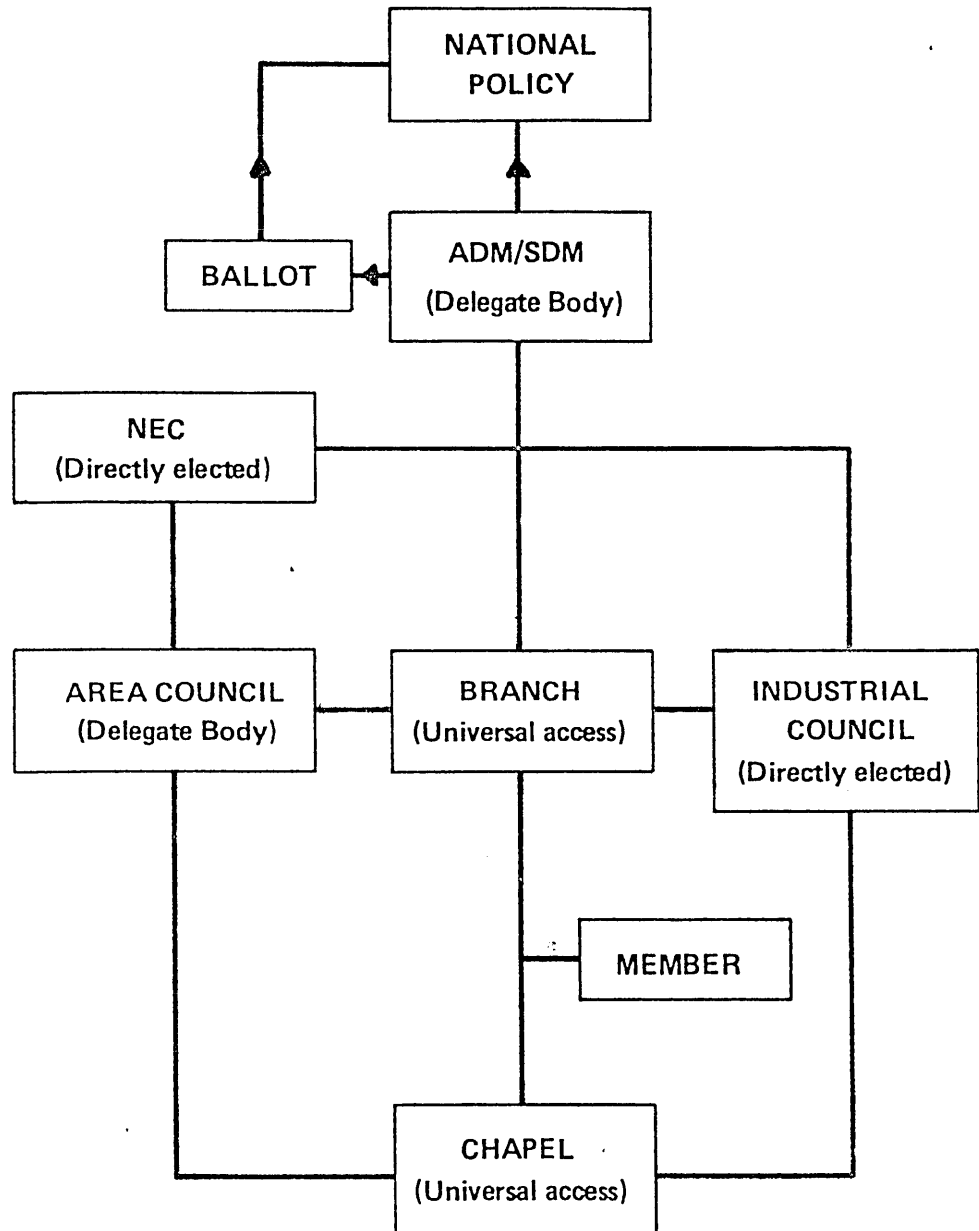 NATIONAL
POLICY
BALLOT
ADM/SDM
(Delegate Body)
NEC
(Directly elected)
AREA COUNCIL
(Delegate Body)
BRANCH
(Universal access)
INDUSTRIAL
COUNCIL
(Directly elected)
MEMBER
CHAPEL
(Universal access)